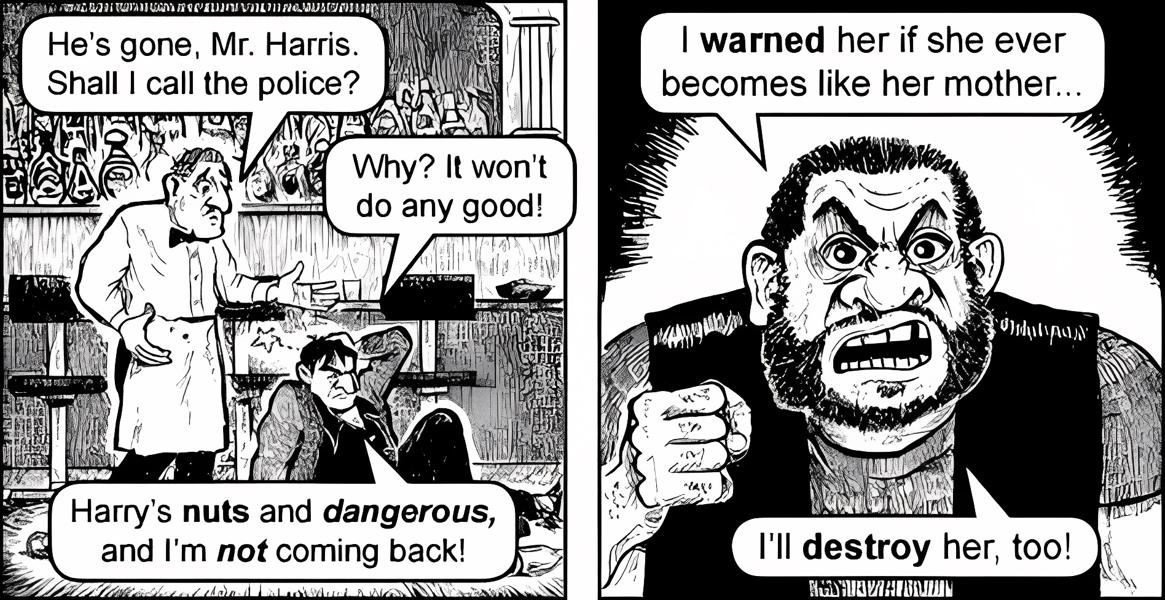 He's gone, Mr. Harris.
Shall I call the police?
Why? It won't
do any good!
Harry's nuts and dangerous,
and I'm not coming back!
I warned her if she ever
becomes like her mother...
I'll destroy her, too!